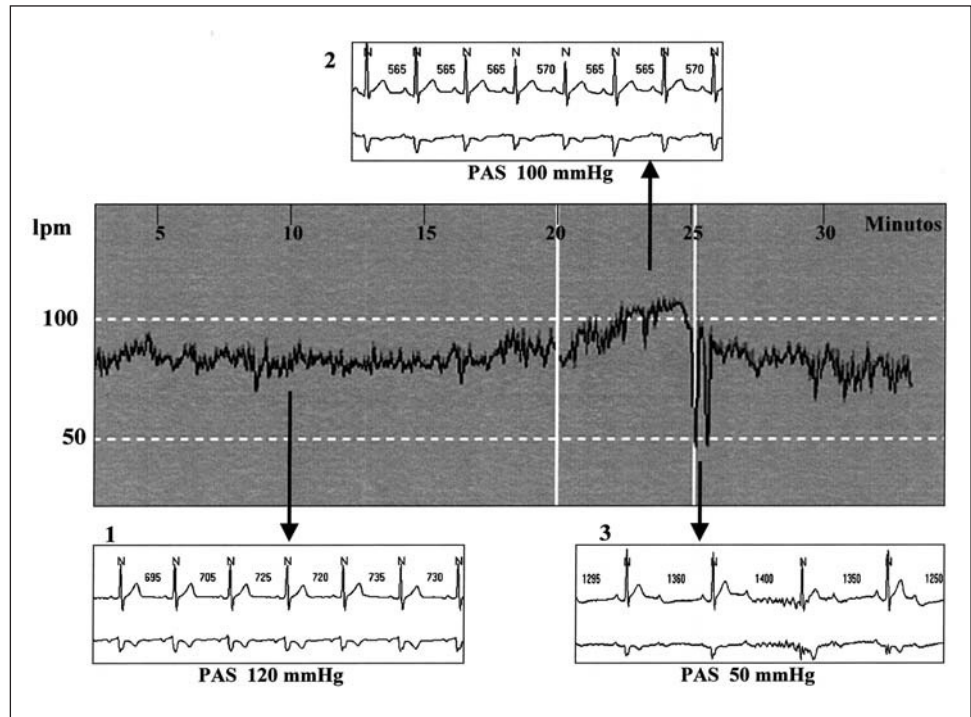 2
N N N N N N N N
565 565 565 570 565 565 570
PAS 100 mmHg
lpm
5 10 15 20 25 30 Minutos
100
50
1
N N N N N N N
695 705 725 720 735 730
PAS 120 mmHg
3
N N N N
1295 1360 1400 1350 1250
PAS 50 mmHg